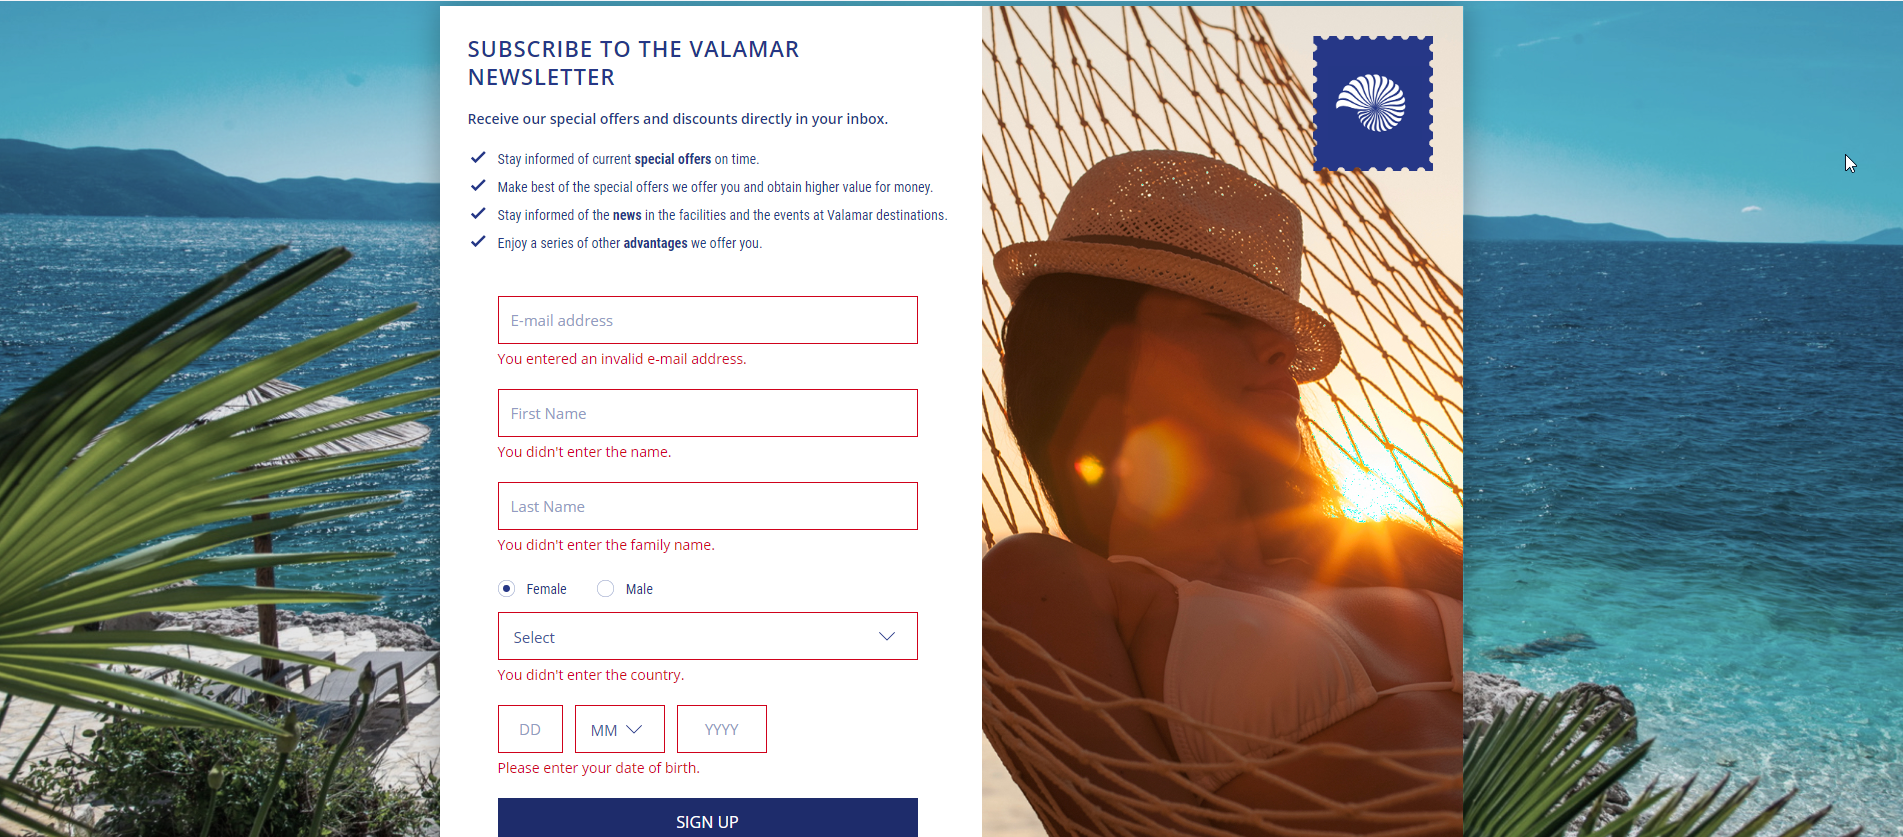 SUBSCRIBE TO THE VALAMAR
NEWSLETTER
Receive our special offers and discounts directly in your inbox.
Stay informed of current special offers on time.
Make best of the special offers we offer you and obtain higher value for money.
Stay informed of the news in the facilities and the events at Valamar destinations.
Enjoy a series of other advantages we offer you.
E-mail address
You entered an invalid e-mail address.
First Name
You didn't enter the name.
Last Name
You didn't enter the family name.
Female Male
Select
You didn't enter the country.
DD MM YYYY
Please enter your date of birth.
SIGN UP